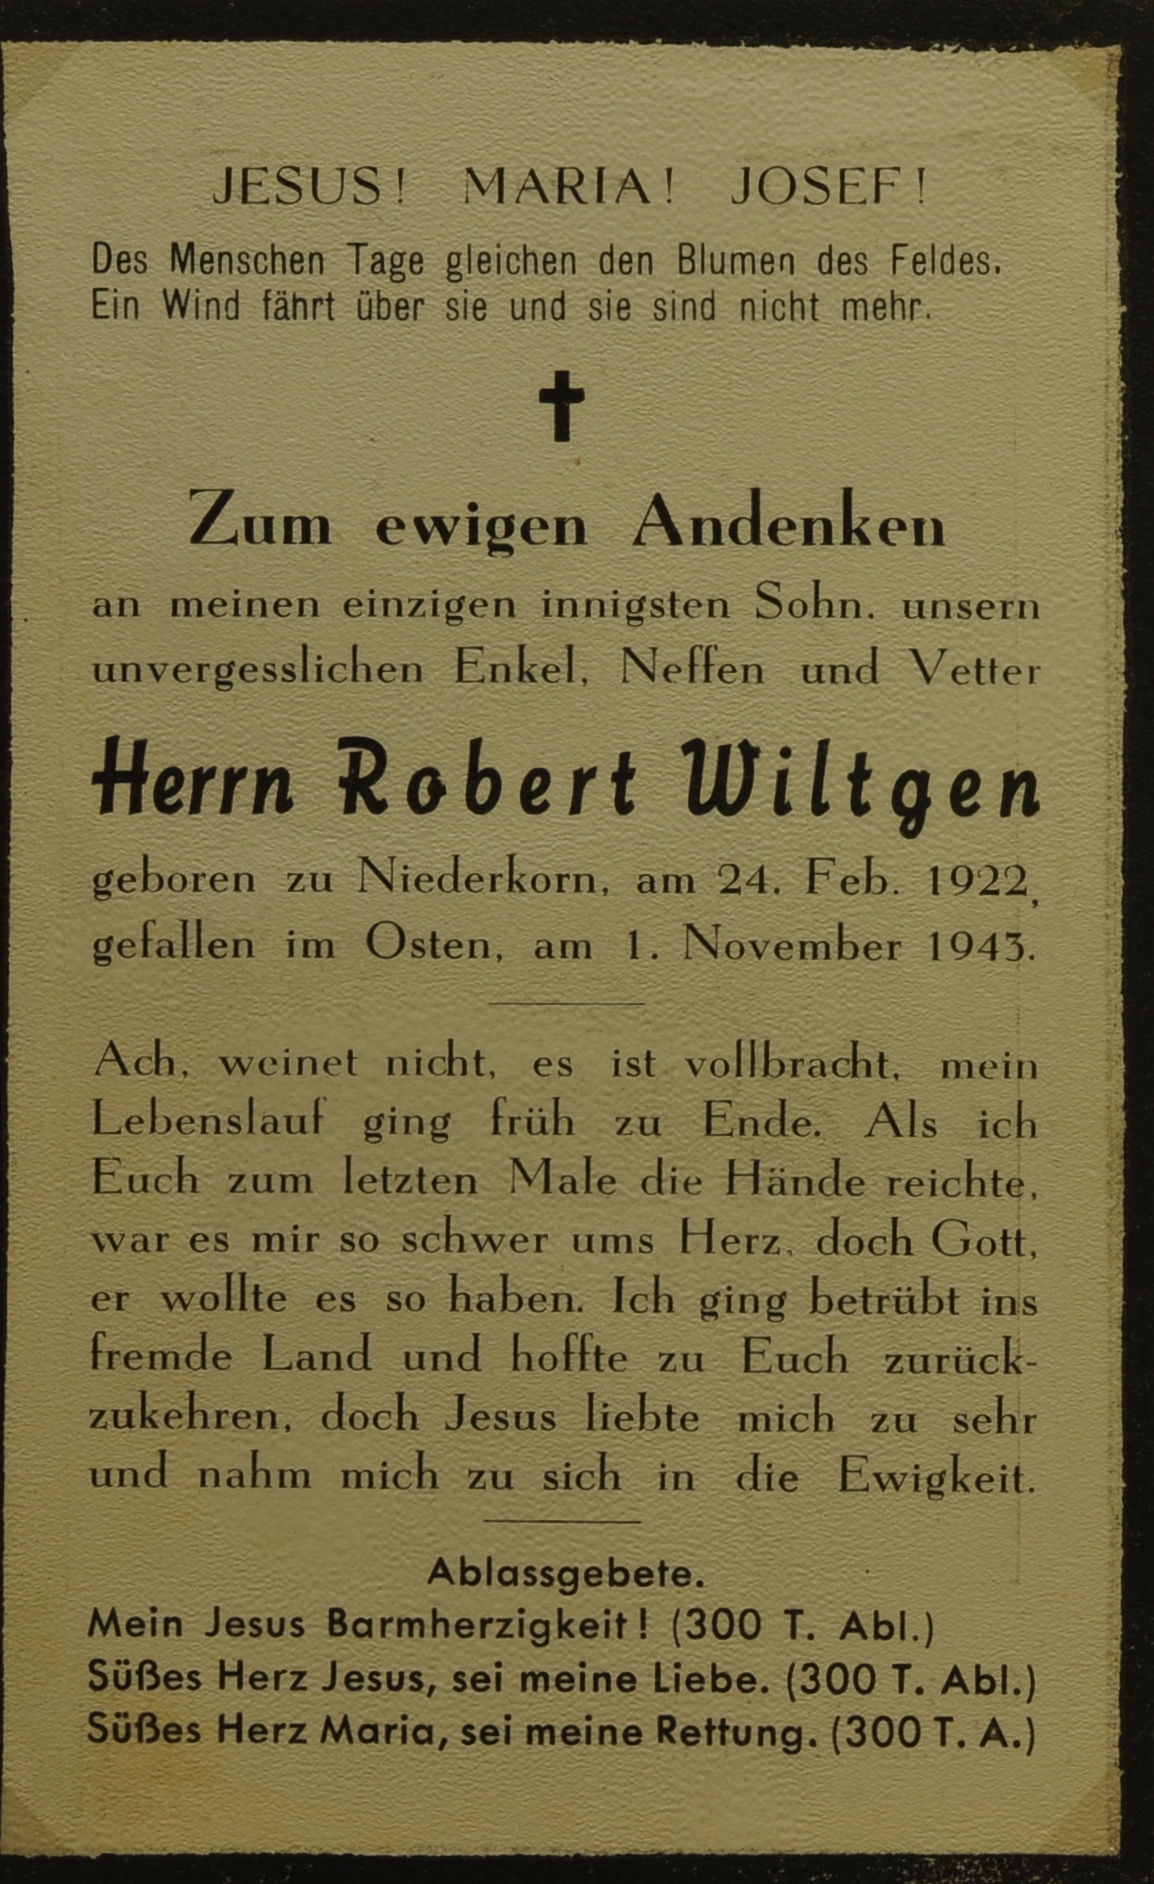 JESUS! MARIA! JOSEF!
Des Menschen Tage gleichen den Blumen des Feldes.
Ein Wind fährt über sie und sie sind nicht mehr.
Zum ewigen Andenken
an meinen einzigen innigsten Sohn. unsern
unvergesslichen Enkel, Neffen und Vetter
Herrn Robert Wiltgen
geboren zu Niederkorn, am 24. Feb. 1922,
gefallen im Osten, am 1. November 1943.
Ach, weinet nicht, es ist vollbracht, mein
Lebenslauf ging früh zu Ende. Als ich
Euch zum letzten Male die Hände reichte,
war es mir so schwer ums Herz, doch Gott,
er wollte es so haben. Ich ging betrübt ins
fremde Land und hoffte zu Euch zurück-
zukehren, doch Jesus liebte mich zu sehr
und nahm mich zu sich in die Ewigkeit.
Ablassgebete.
Mein Jesus Barmherzigkeit! (300 T. Abl.)
Süßes Herz Jesus, sei meine Liebe. (300 T. Abl.)
Süßes Herz Maria, sei meine Rettung. (300 T. A.)